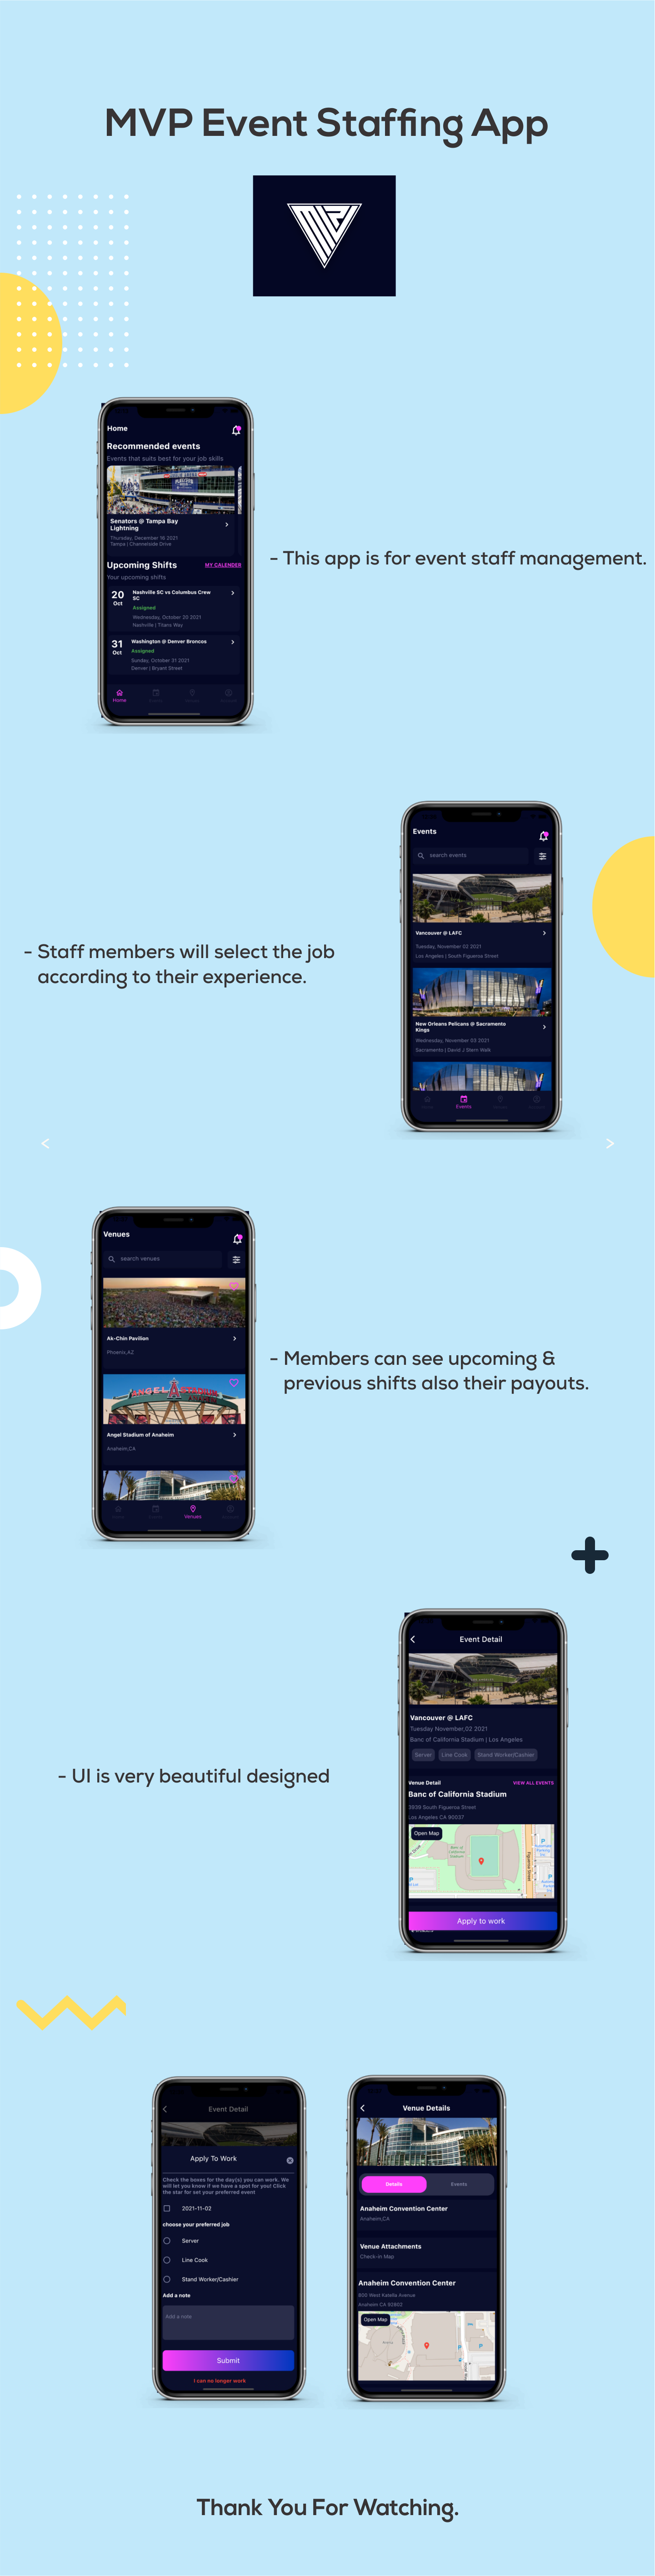 MVP Event Staffing App
MVP
Home
Recommended events
Events that suits best for your job skills
Senators @ Tampa Bay
Lightning
Thursday, December 16 2021
Tampa | Channelside Drive
Upcoming Shifts
MY CALENDER
Your upcoming shifts
20
Oct
Nashville SC vs Columbus Crew
SC
Assigned
Wednesday, October 20 2021
Nashville | Titans Way
31
Oct
Washington @ Denver Broncos
Assigned
Sunday, October 31 2021
Denver | Bryant Street
Home
- This app is for event staff management.
Events
search events
Vancouver @ LAFC
Tuesday, November 02 2021
Los Angeles | South Figueroa Street
New Orleans Pelicans @ Sacramento
Kings
Wednesday, November 03 2021
Sacramento | David J Stern Walk
Events
- Staff members will select the job
according to their experience.
Venues
search venues
Ak-Chin Pavilion
Phoenix,AZ
ANGEL STADIUM
Angel Stadium of Anaheim
Anaheim,CA
Venues
- Members can see upcoming &
previous shifts also their payouts.
Event Detail
Vancouver @ LAFC
Tuesday November,02 2021
Banc of California Stadium | Los Angeles
Server
Line Cook
Stand Worker/Cashier
Venue Detail
VIEW ALL EVENTS
Banc of California Stadium
3939 South Figueroa Street
Los Angeles CA 90037
Open Map
Banc of
California
Stadium
Figueroa Street
P
Apply to work
- UI is very beautiful designed
Event Detail
Apply To Work
Check the boxes for the day(s) you can work. We
will let you know if we have a spot for you! Click
the star for set your preferred event
2021-11-02
choose your preferred job
Server
Line Cook
Stand Worker/Cashier
Add a note
Add a note
Submit
I can no longer work
Venue Details
Details
Events
Anaheim Convention Center
Anaheim,CA
Venue Attachments
Check-in Map
Anaheim Convention Center
800 West Katella Avenue
Anaheim CA 92802
Open Map
P
P
P
Thank You For Watching.